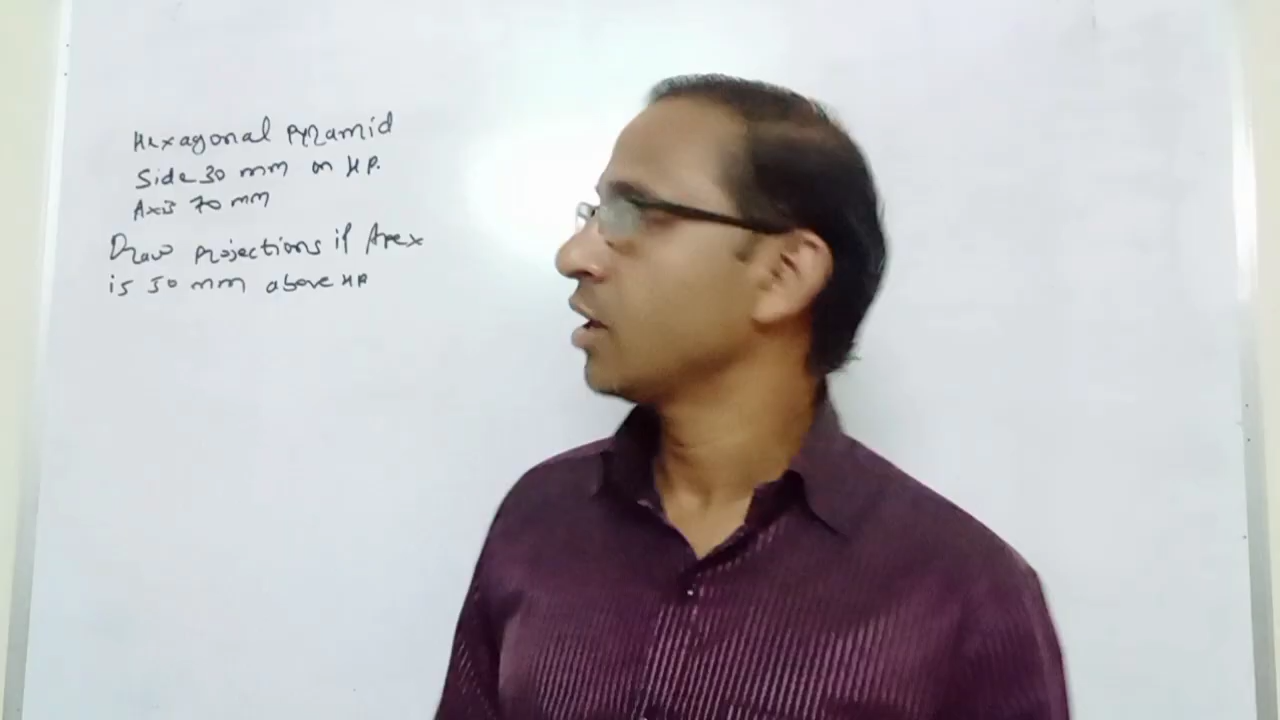 Hexagonal Pyramid
Side 30 mm on HP.
Axis 70 mm
Draw projections if Apex
is 50 mm above HP